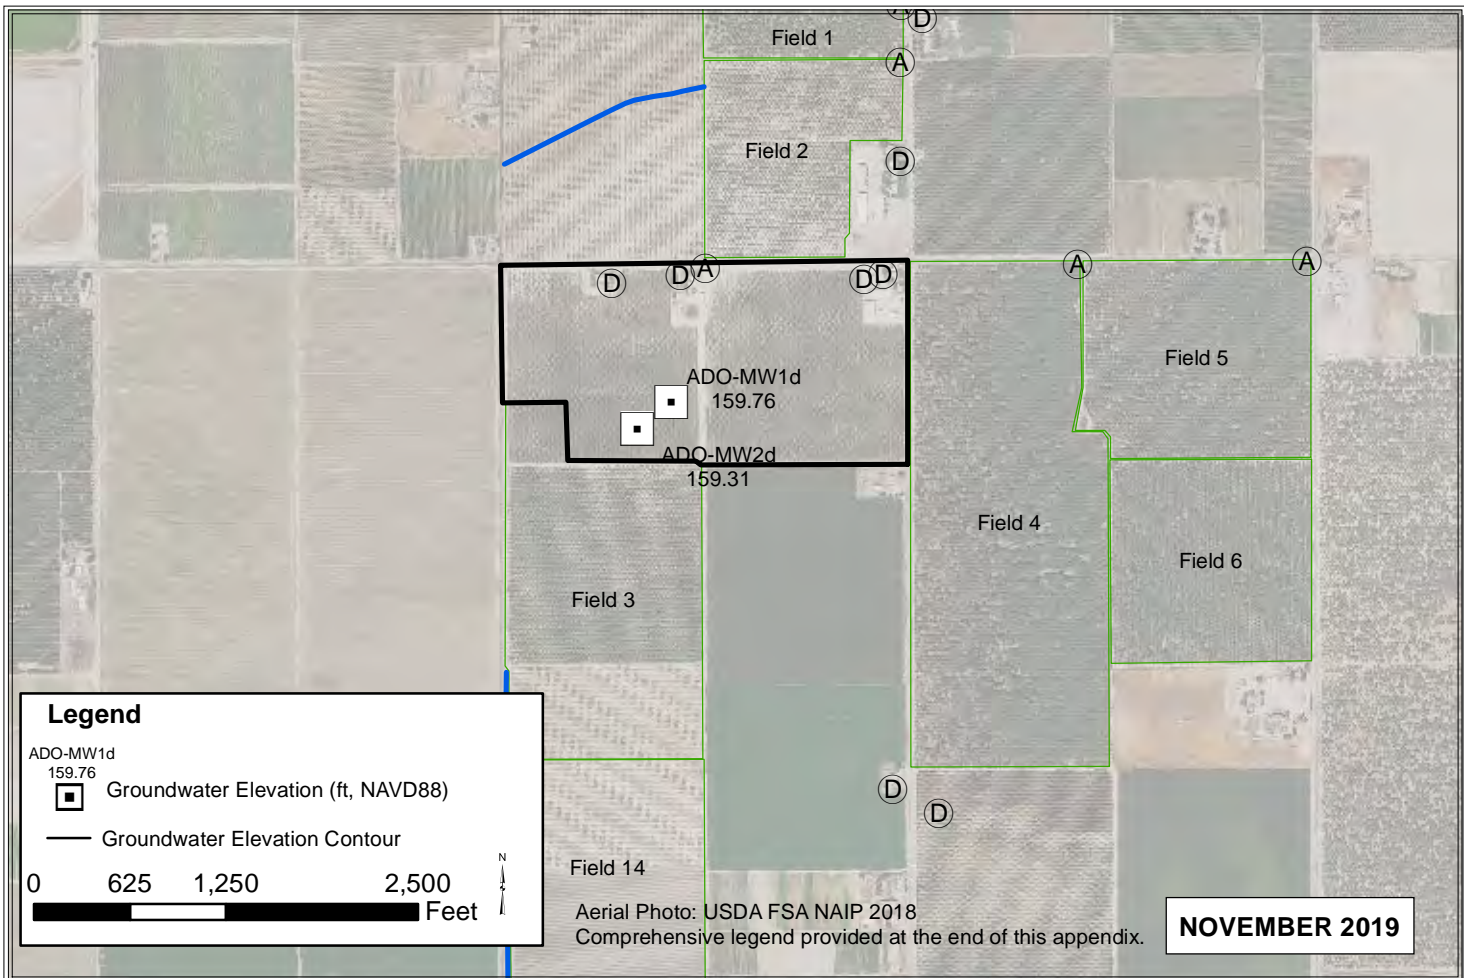 A
D
Field 1
A
Field 2
D
D
D
A
D
D
A
A
ADO-MW1d
159.76
ADO-MW2d
159.31
Field 5
Field 4
Field 6
Field 3
Legend
ADO-MW1d
159.76
Groundwater Elevation (ft, NAVD88)
Groundwater Elevation Contour
0 625 1,250 2,500
Feet
N
D
D
Field 14
Aerial Photo: USDA FSA NAIP 2018
Comprehensive legend provided at the end of this appendix.
NOVEMBER 2019